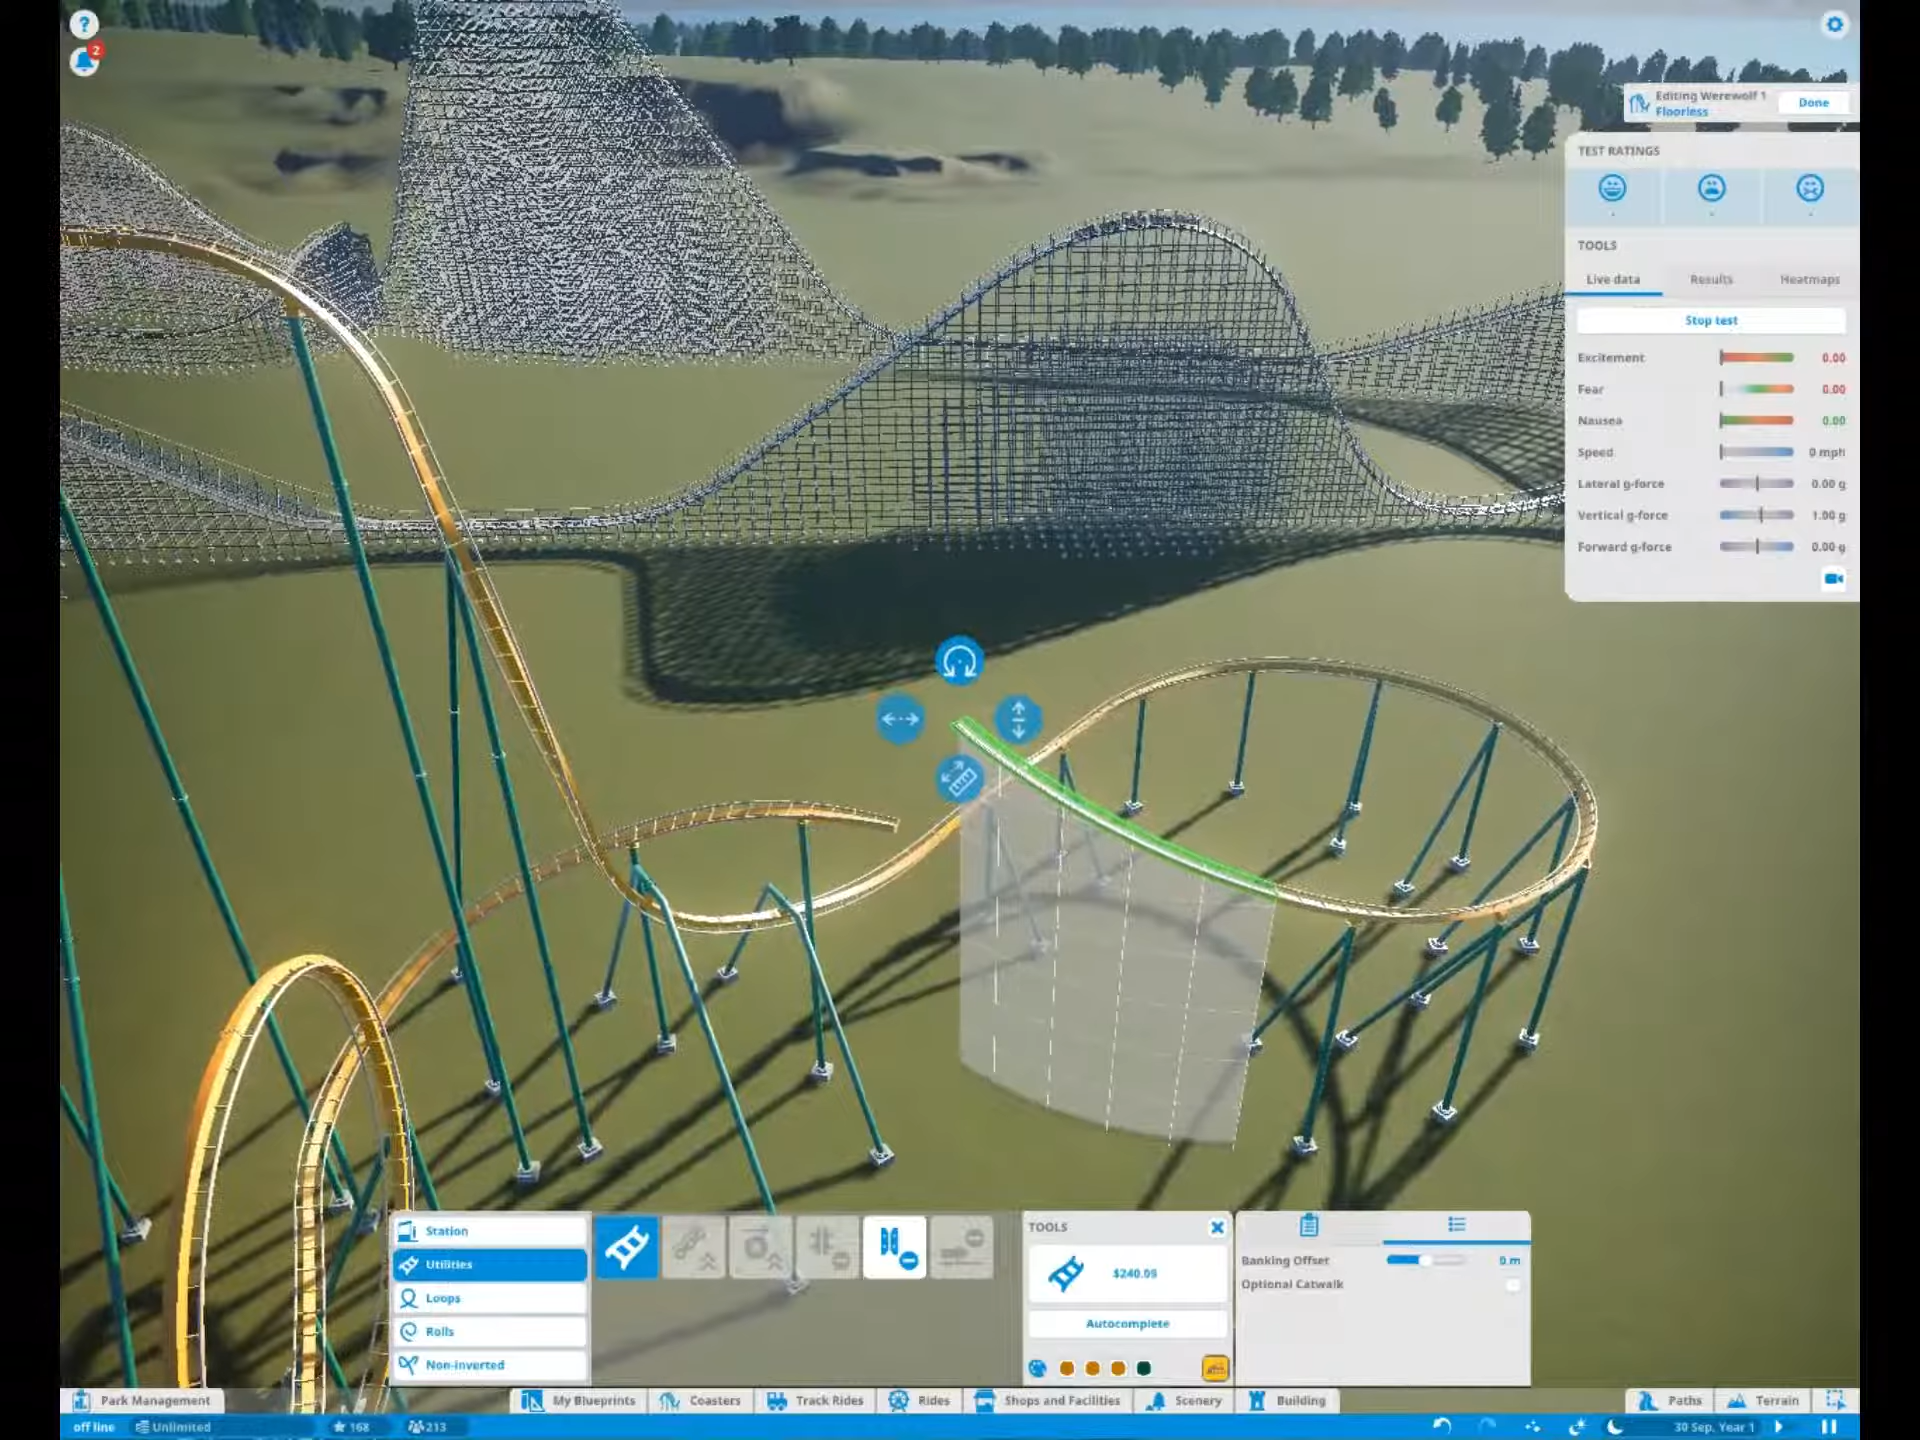 ?
2
Editing Werewolf 1
Floorless
Done
TEST RATINGS
-
-
-
TOOLS
Live data
Results
Heatmaps
Stop test
Excitement 0.00
Fear 0.00
Nausea 0.00
Speed 0 mph
Lateral g-force 0.00 g
Vertical g-force 1.00 g
Forward g-force 0.00 g
Station
Utilities
Loops
Rolls
Non-inverted
TOOLS
$240.09
Autocomplete
Banking Offset 0 m
Optional Catwalk
Park Management
My Blueprints
Coasters
Track Rides
Rides
Shops and Facilities
Scenery
Building
Paths
Terrain
off line
Unlimited
168
213
30 Sep, Year 1